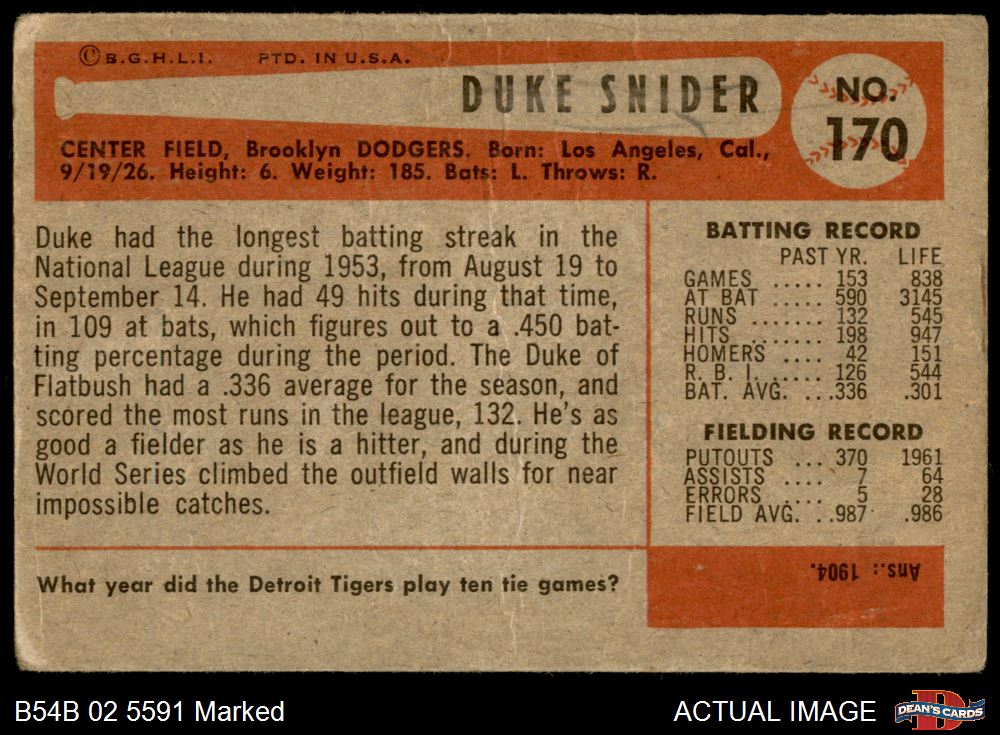 © B.G.H.L.I. PTD. IN U.S.A.
DUKE SNIDER
NO.
170
CENTER FIELD, Brooklyn DODGERS. Born: Los Angeles, Cal.,
9/19/26. Height: 6. Weight: 185. Bats: L. Throws: R.
Duke had the longest batting streak in the
National League during 1953, from August 19 to
September 14. He had 49 hits during that time,
in 109 at bats, which figures out to a .450 bat-
ting percentage during the period. The Duke of
Flatbush had a .336 average for the season, and
scored the most runs in the league, 132. He's as
good a fielder as he is a hitter, and during the
World Series climbed the outfield walls for near
impossible catches.
BATTING RECORD
PAST YR. LIFE
GAMES ..... 153 838
AT BAT ..... 590 3145
RUNS ....... 132 545
HITS ....... 198 947
HOMERS .... 42 151
R. B. I. ..... 126 544
BAT. AVG. ...336 .301
FIELDING RECORD
PUTOUTS ... 370 1961
ASSISTS .... 7 64
ERRORS .... 5 28
FIELD AVG. ..987 .986
What year did the Detroit Tigers play ten tie games?
Ans.: 1904.
B54B 02 5591 Marked
ACTUAL IMAGE
DEAN'S CARDS